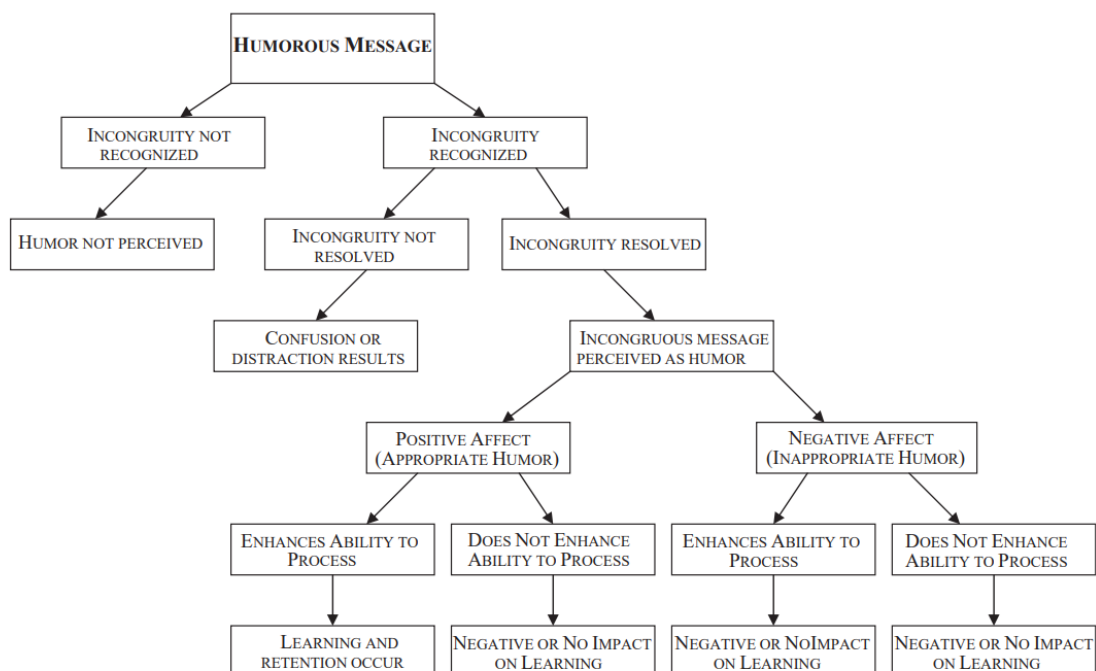 HUMOROUS MESSAGE
INCONGRUITY NOT
RECOGNIZED
INCONGRUITY
RECOGNIZED
HUMOR NOT PERCEIVED
INCONGRUITY NOT
RESOLVED
INCONGRUITY RESOLVED
CONFUSION OR
DISTRACTION RESULTS
INCONGRUOUS MESSAGE
PERCEIVED AS HUMOR
POSITIVE AFFECT
(APPROPRIATE HUMOR)
NEGATIVE AFFECT
(INAPPROPRIATE HUMOR)
ENHANCES ABILITY TO
PROCESS
DOES NOT ENHANCE
ABILITY TO PROCESS
ENHANCES ABILITY TO
PROCESS
DOES NOT ENHANCE
ABILITY TO PROCESS
LEARNING AND
RETENTION OCCUR
NEGATIVE OR NO IMPACT
ON LEARNING
NEGATIVE OR NOIMPACT
ON LEARNING
NEGATIVE OR NO IMPACT
ON LEARNING